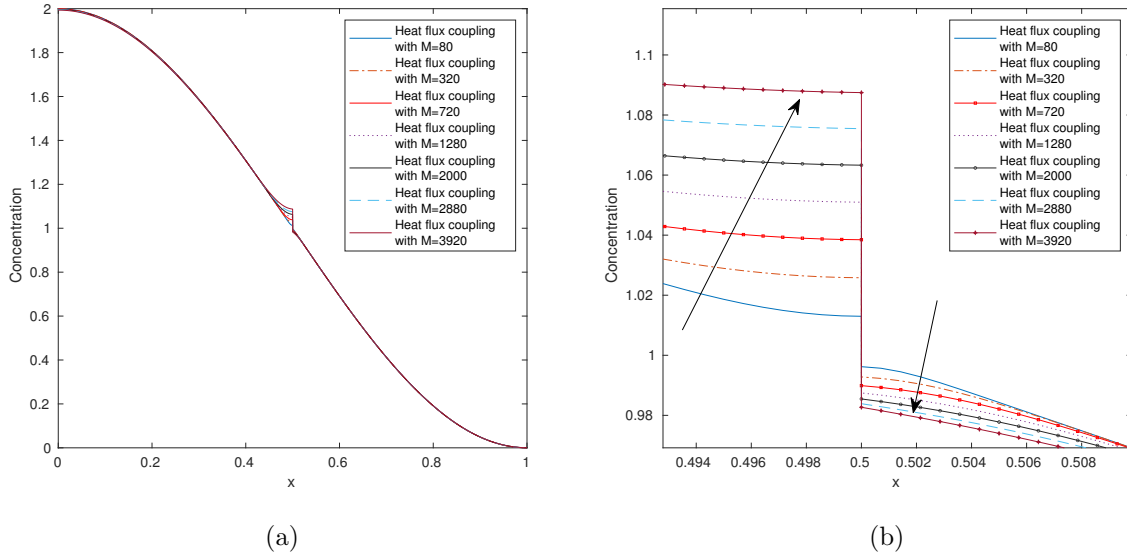 2
1.8
1.6
1.4
1.2
1
0.8
0.6
0.4
0.2
0
0
0.2
0.4
0.6
0.8
1
x
Concentration
Heat flux coupling
with M=80
Heat flux coupling
with M=320
Heat flux coupling
with M=720
Heat flux coupling
with M=1280
Heat flux coupling
with M=2000
Heat flux coupling
with M=2880
Heat flux coupling
with M=3920
(a)
1.1
1.08
1.06
1.04
1.02
1
0.98
0.494
0.496
0.498
0.5
0.502
0.504
0.506
0.508
x
Concentration
Heat flux coupling
with M=80
Heat flux coupling
with M=320
Heat flux coupling
with M=720
Heat flux coupling
with M=1280
Heat flux coupling
with M=2000
Heat flux coupling
with M=2880
Heat flux coupling
with M=3920
(b)